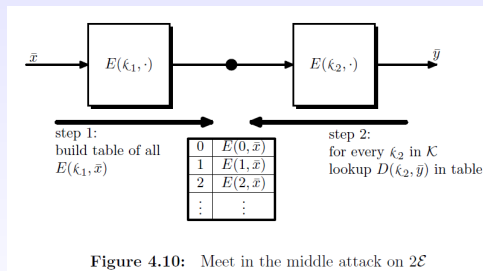 x̄
E(k₁, ·)
E(k₂, ·)
ȳ
step 1:
build table of all
E(k₁, x̄)
0 E(0, x̄)
1 E(1, x̄)
2 E(2, x̄)
⋮ ⋮
step 2:
for every k₂ in 𝒦
lookup D(k₂, ȳ) in table
Figure 4.10: Meet in the middle attack on 2ℰ